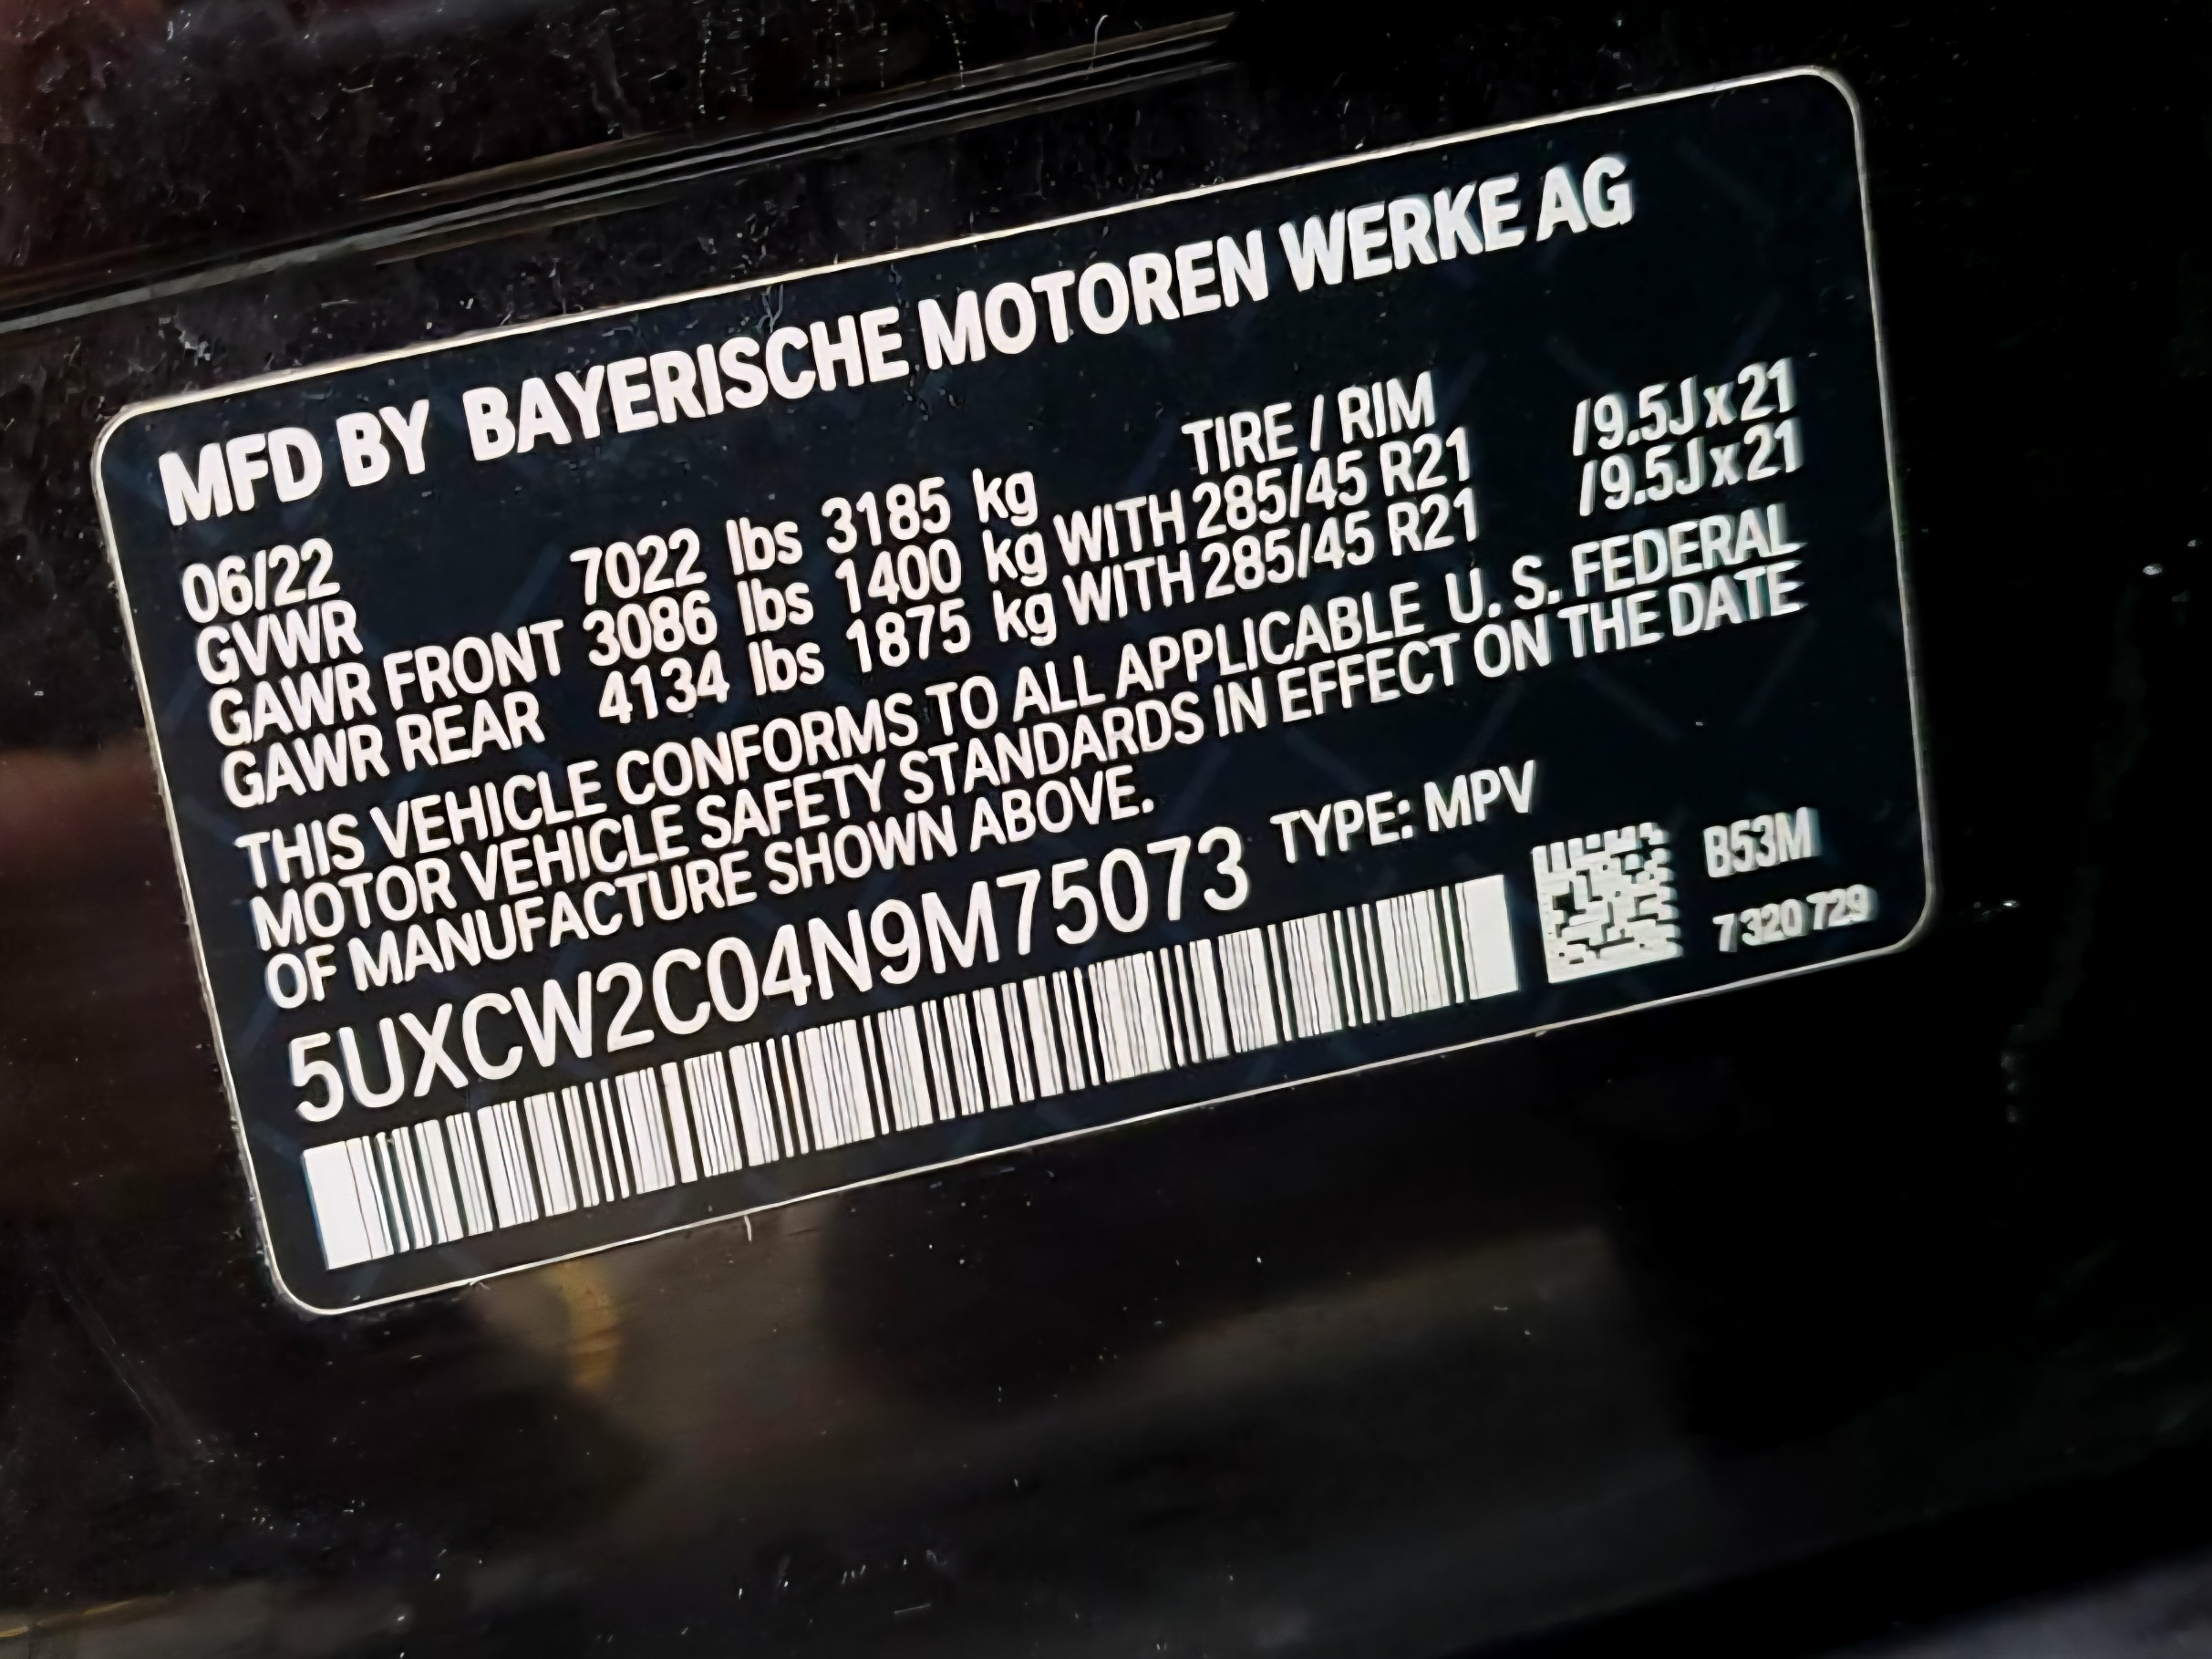 MFD BY BAYERISCHE MOTOREN WERKE AG
06/22 TIRE / RIM
GVWR 7022 lbs 3185 kg
GAWR FRONT 3086 lbs 1400 kg WITH 285/45 R21 /9.5J x 21
GAWR REAR 4134 lbs 1875 kg WITH 285/45 R21 /9.5J x 21
THIS VEHICLE CONFORMS TO ALL APPLICABLE U. S. FEDERAL
MOTOR VEHICLE SAFETY STANDARDS IN EFFECT ON THE DATE
OF MANUFACTURE SHOWN ABOVE.
5UXCW2C04N9M75073 TYPE: MPV
B53M
7 320 729